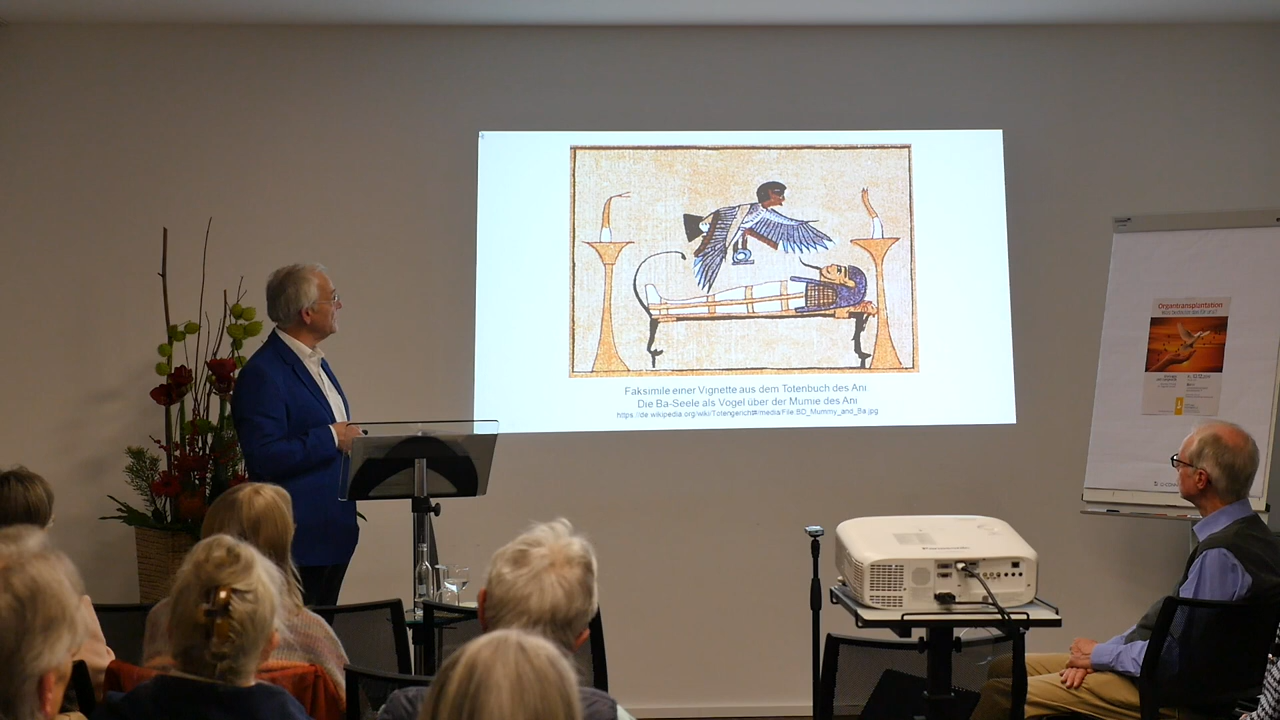 Faksimile einer Vignette aus dem Totenbuch des Ani
Die Ba-Seele als Vogel über der Mumie des Ani
https://de.wikipedia.org/wiki/Totengericht#/media/File:BD_Mummy_and_Ba.jpg
Organtransplantation
Panasonic